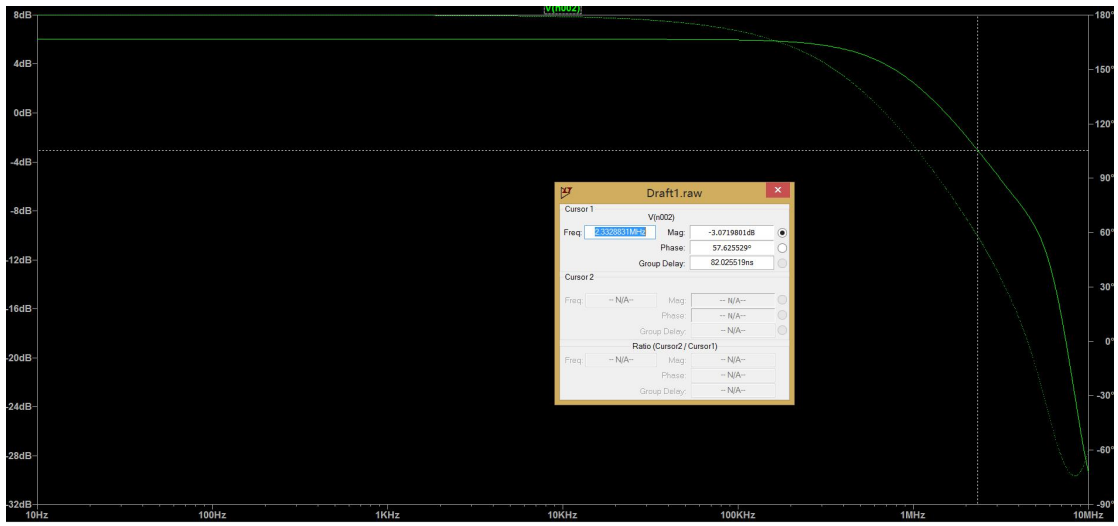 V(n002)
8dB
4dB
0dB
-4dB
-8dB
-12dB
-16dB
-20dB
-24dB
-28dB
-32dB
180°
150°
120°
90°
60°
30°
0°
-30°
-60°
-90°
10Hz 100Hz 1KHz 10KHz 100KHz 1MHz 10MHz
Draft1.raw
Cursor 1
V(n002)
Freq: 2.3328831MHz Mag: -3.0719801dB
Phase: 57.625529°
Group Delay: 82.025519ns
Cursor 2
Freq: -- N/A-- Mag: -- N/A--
Phase: -- N/A--
Group Delay: -- N/A--
Ratio (Cursor2 / Cursor1)
Freq: -- N/A-- Mag: -- N/A--
Phase: -- N/A--
Group Delay: -- N/A--